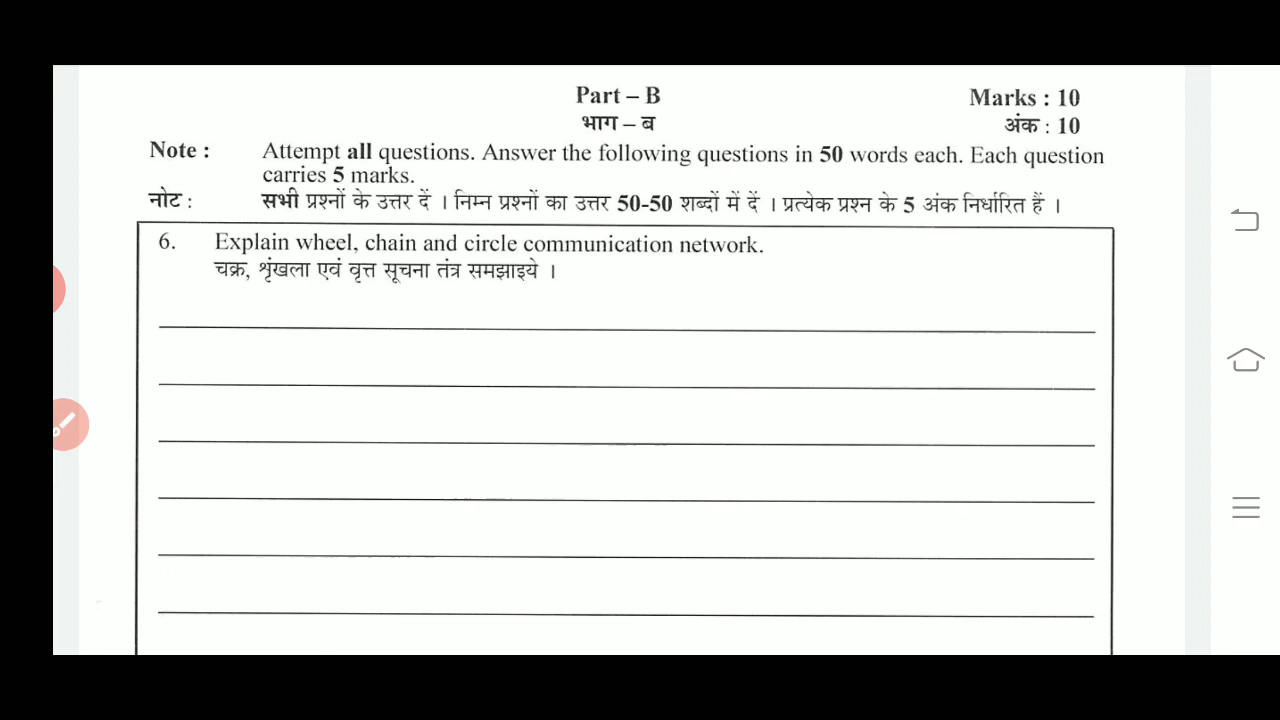 Part – B
भाग – ब
Marks : 10
अंक : 10
Note : Attempt all questions. Answer the following questions in 50 words each. Each question
carries 5 marks.
नोट : सभी प्रश्नों के उत्तर दें । निम्न प्रश्नों का उत्तर 50-50 शब्दों में दें । प्रत्येक प्रश्न के 5 अंक निर्धारित हैं ।
6. Explain wheel, chain and circle communication network.
चक्र, शृंखला एवं वृत्त सूचना तंत्र समझाइये ।